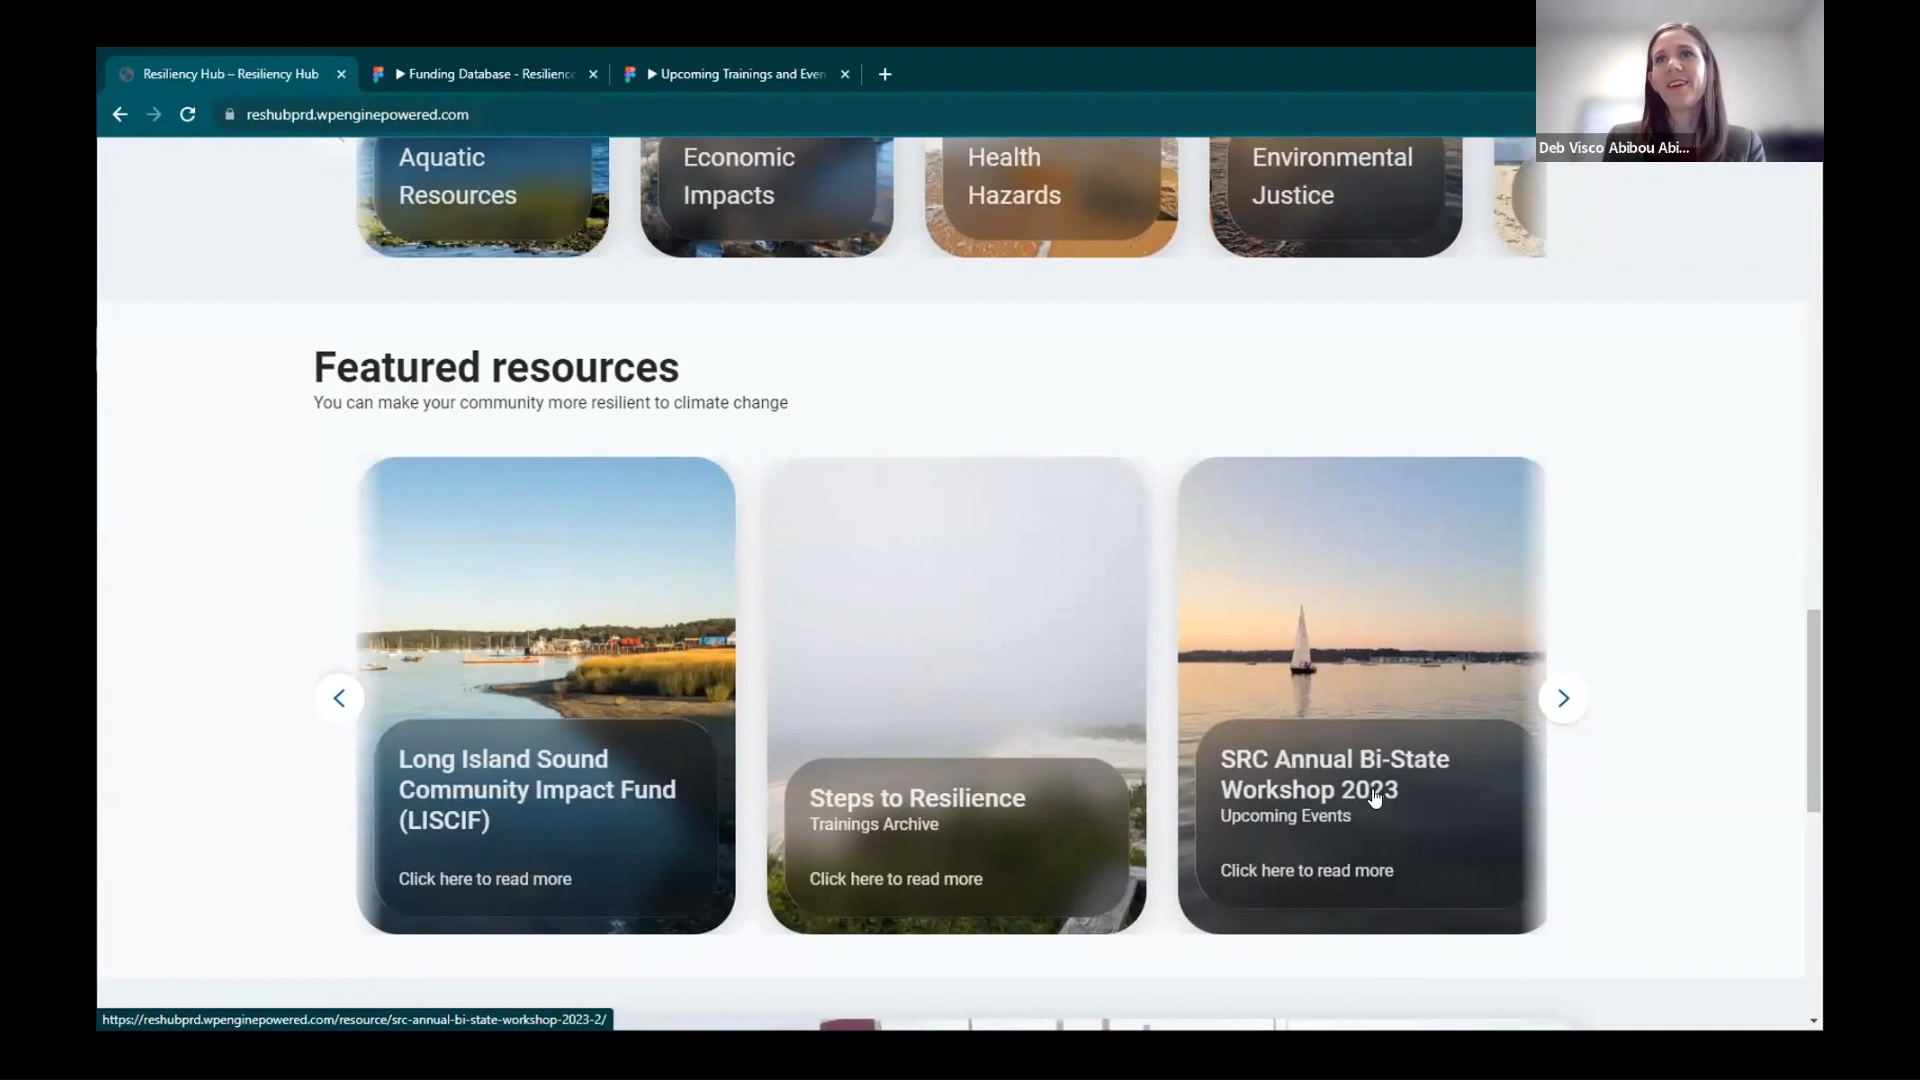 Resiliency Hub – Resiliency Hub
Funding Database - Resilience
Upcoming Trainings and Even
reshubprd.wpenginepowered.com
Deb Visco Abibou Abi...
Aquatic
Resources
Economic
Impacts
Health
Hazards
Environmental
Justice
Featured resources
You can make your community more resilient to climate change
Long Island Sound
Community Impact Fund
(LISCIF)
Click here to read more
Steps to Resilience
Trainings Archive
Click here to read more
SRC Annual Bi-State
Workshop 2023
Upcoming Events
Click here to read more
https://reshubprd.wpenginepowered.com/resource/src-annual-bi-state-workshop-2023-2/